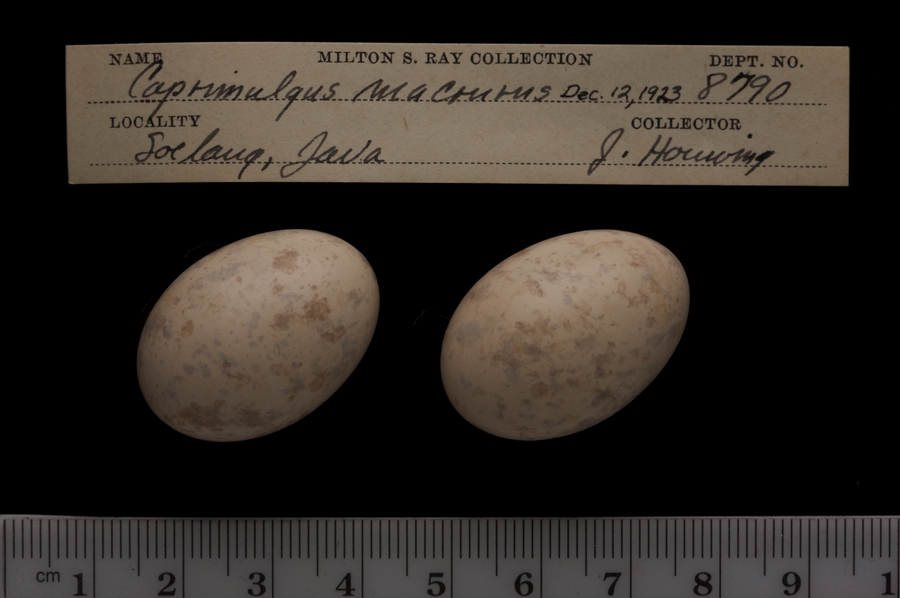 NAME MILTON S. RAY COLLECTION DEPT. NO.
Caprimulgus macrurus Dec. 12, 1923 8790
LOCALITY COLLECTOR
Soelang, Java J. Houwing
cm 1 2 3 4 5 6 7 8 9 1